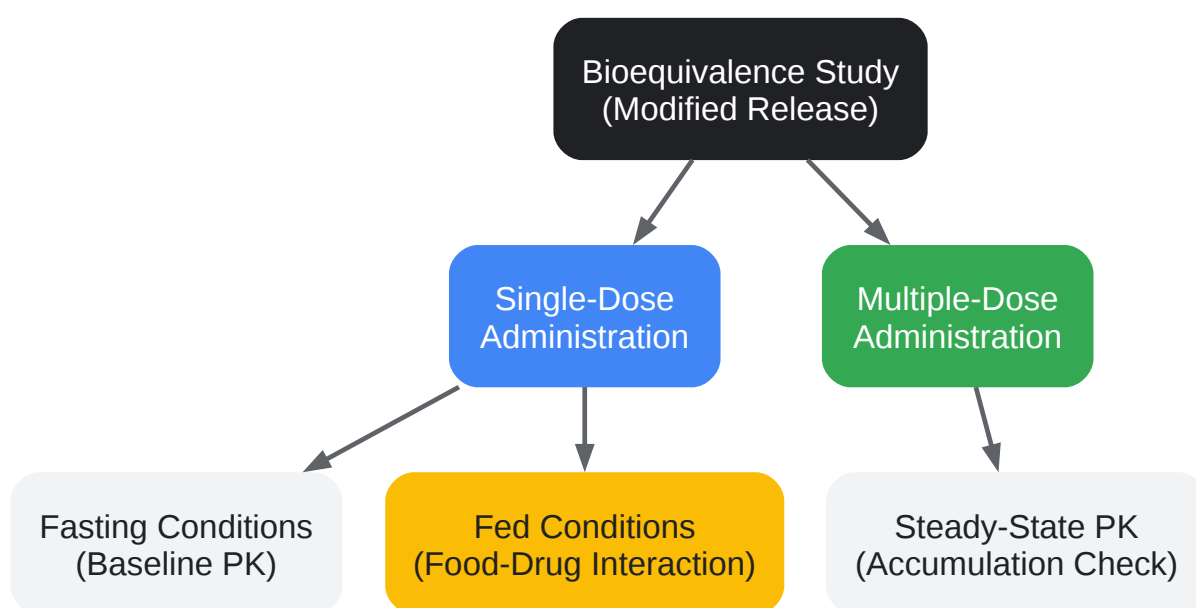 Bioequivalence Study
(Modified Release)
Single-Dose
Administration
Multiple-Dose
Administration
Fasting Conditions
(Baseline PK)
Fed Conditions
(Food-Drug Interaction)
Steady-State PK
(Accumulation Check)